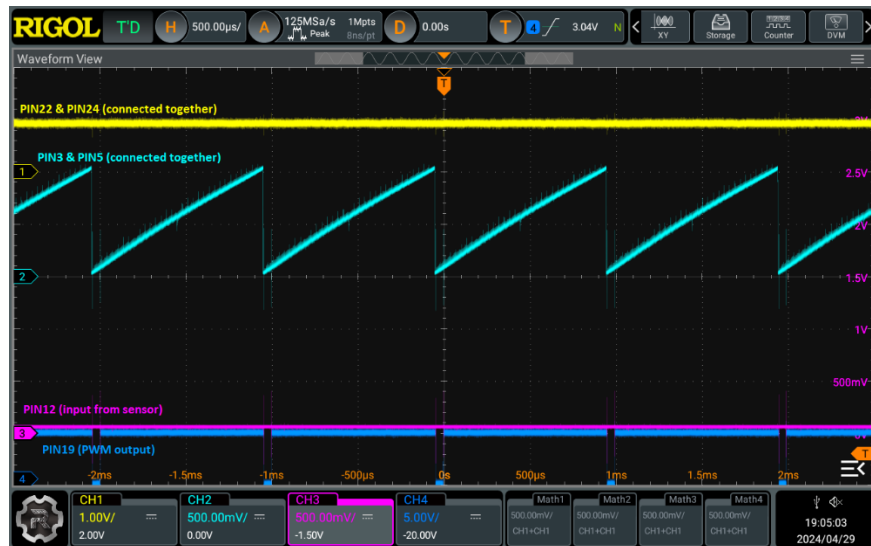 RIGOL T'D H 500.00μs/ A 125MSa/s Peak 1Mpts 8ns/pt D 0.00s T 4 3.04V N XY Storage Counter DVM
Waveform View
T
PIN22 & PIN24 (connected together)
PIN3 & PIN5 (connected together)
1
2.5V
2V
2
1.5V
1V
500mV
PIN12 (input from sensor)
3
PIN19 (PWM output)
T
4 -2ms -1.5ms -1ms -500μs 0s 500μs 1ms 1.5ms 2ms
CH1 CH2 CH3 CH4 Math1 Math2 Math3 Math4
1.00V/ 500.00mV/ 500.00mV/ 5.00V/ 500.00mV/ 500.00mV/ 500.00mV/ 500.00mV/
2.00V 0.00V -1.50V -20.00V CH1+CH1 CH1+CH1 CH1+CH1 CH1+CH1
19:05:03
2024/04/29